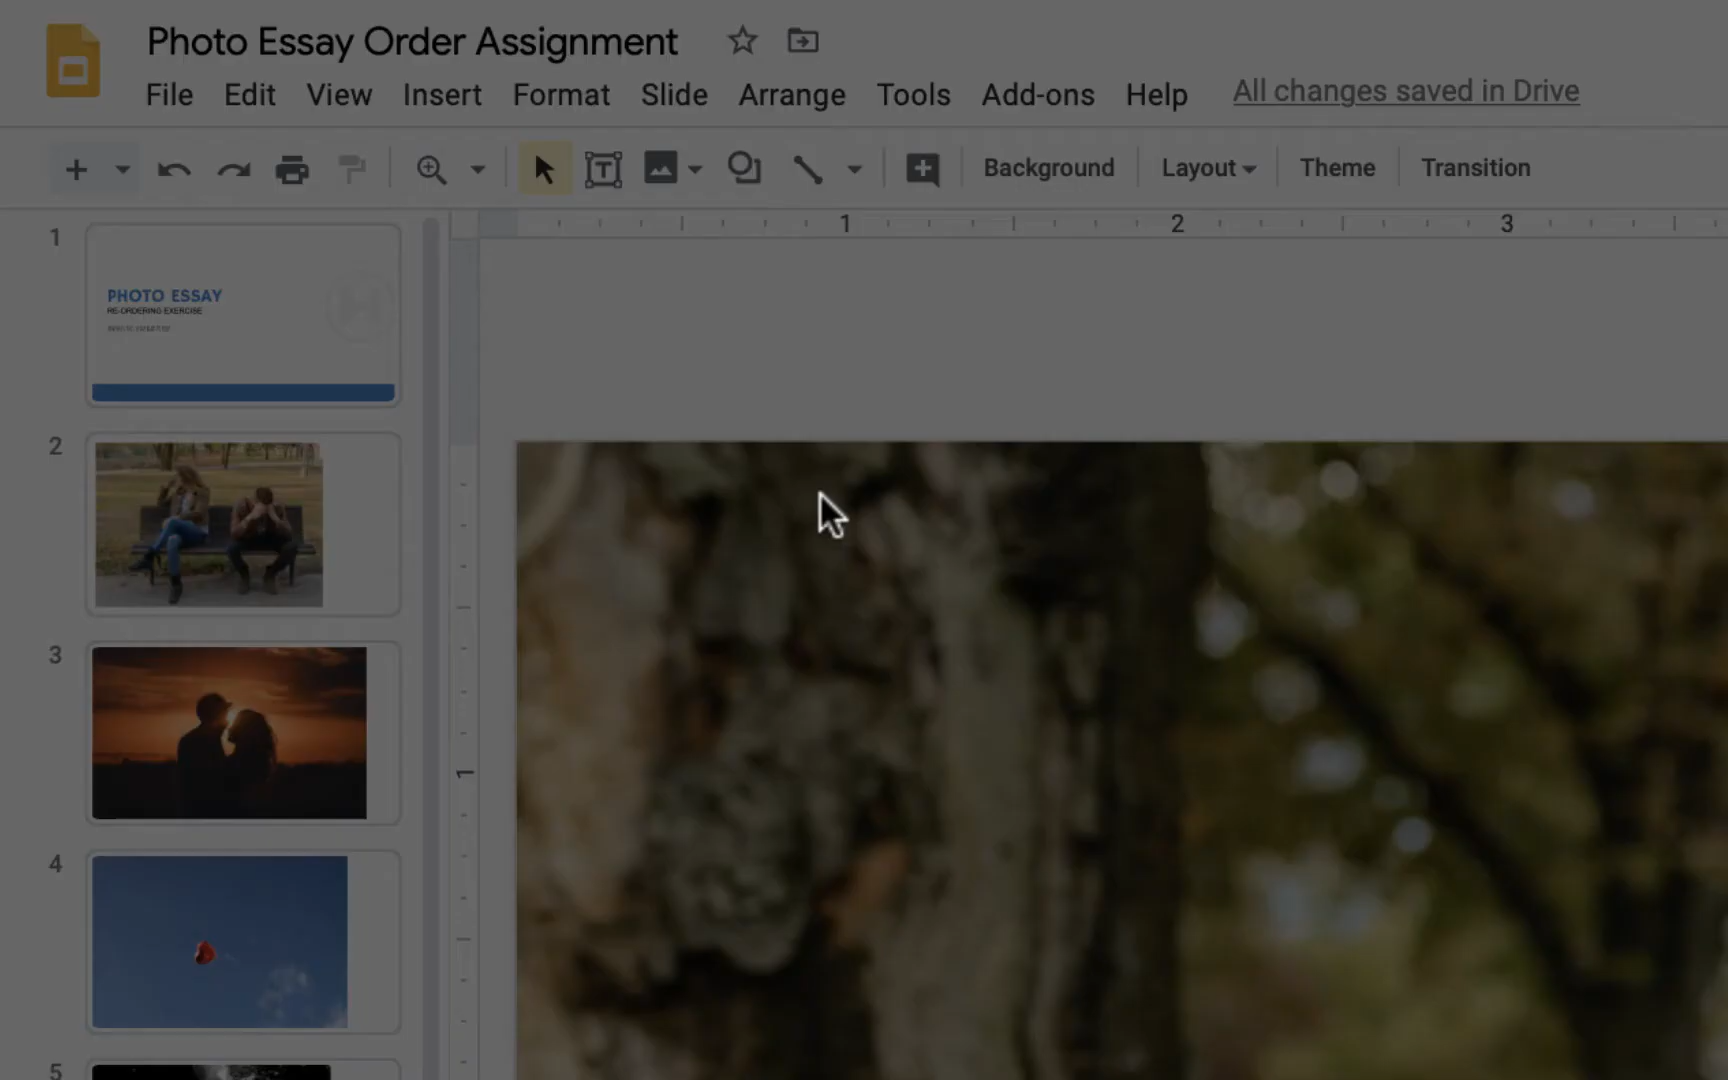 Photo Essay Order Assignment
File Edit View Insert Format Slide Arrange Tools Add-ons Help All changes saved in Drive
Background Layout Theme Transition
1 2 3
1
PHOTO ESSAY
RE-ORDERING EXERCISE
2
3
1
4
5